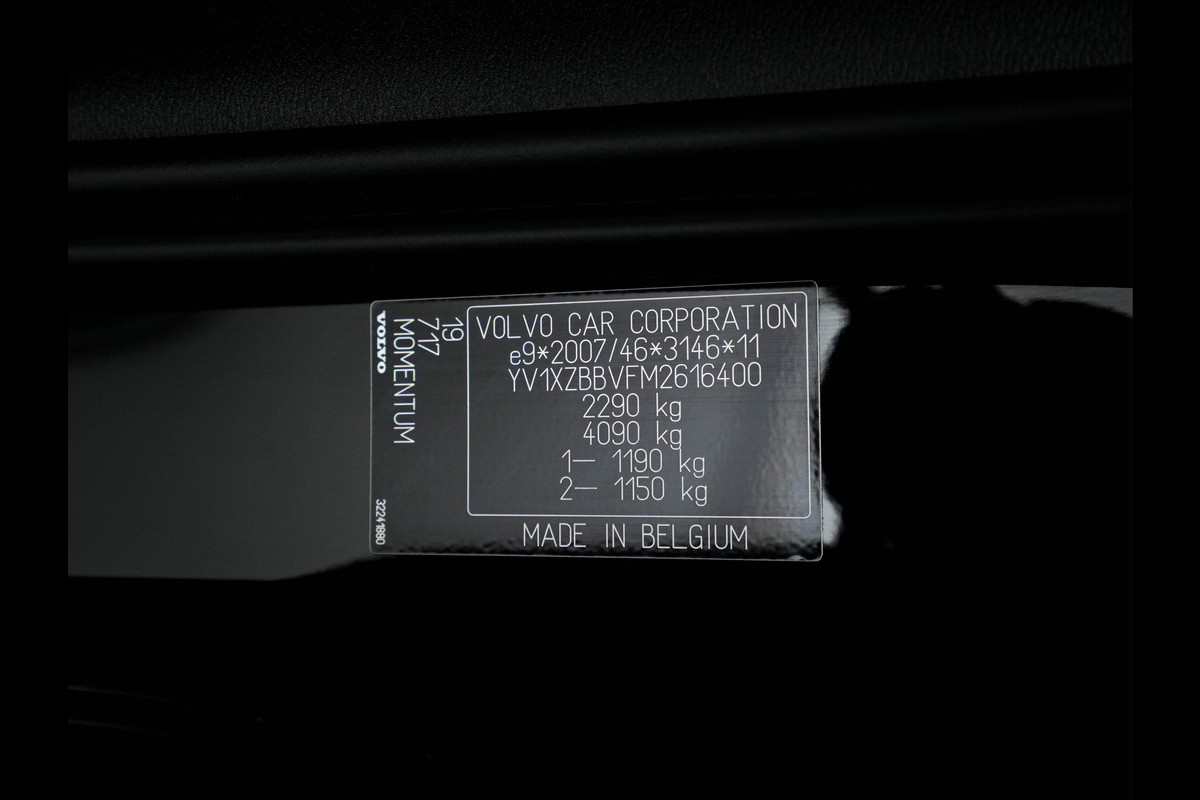 VOLVO CAR CORPORATION
e9*2007/46*3146*11
YV1XZBBVFM2616400
2290 kg
4090 kg
1— 1190 kg
2— 1150 kg
MADE IN BELGIUM
19
717
MOMENTUM
VOLVO
32241880